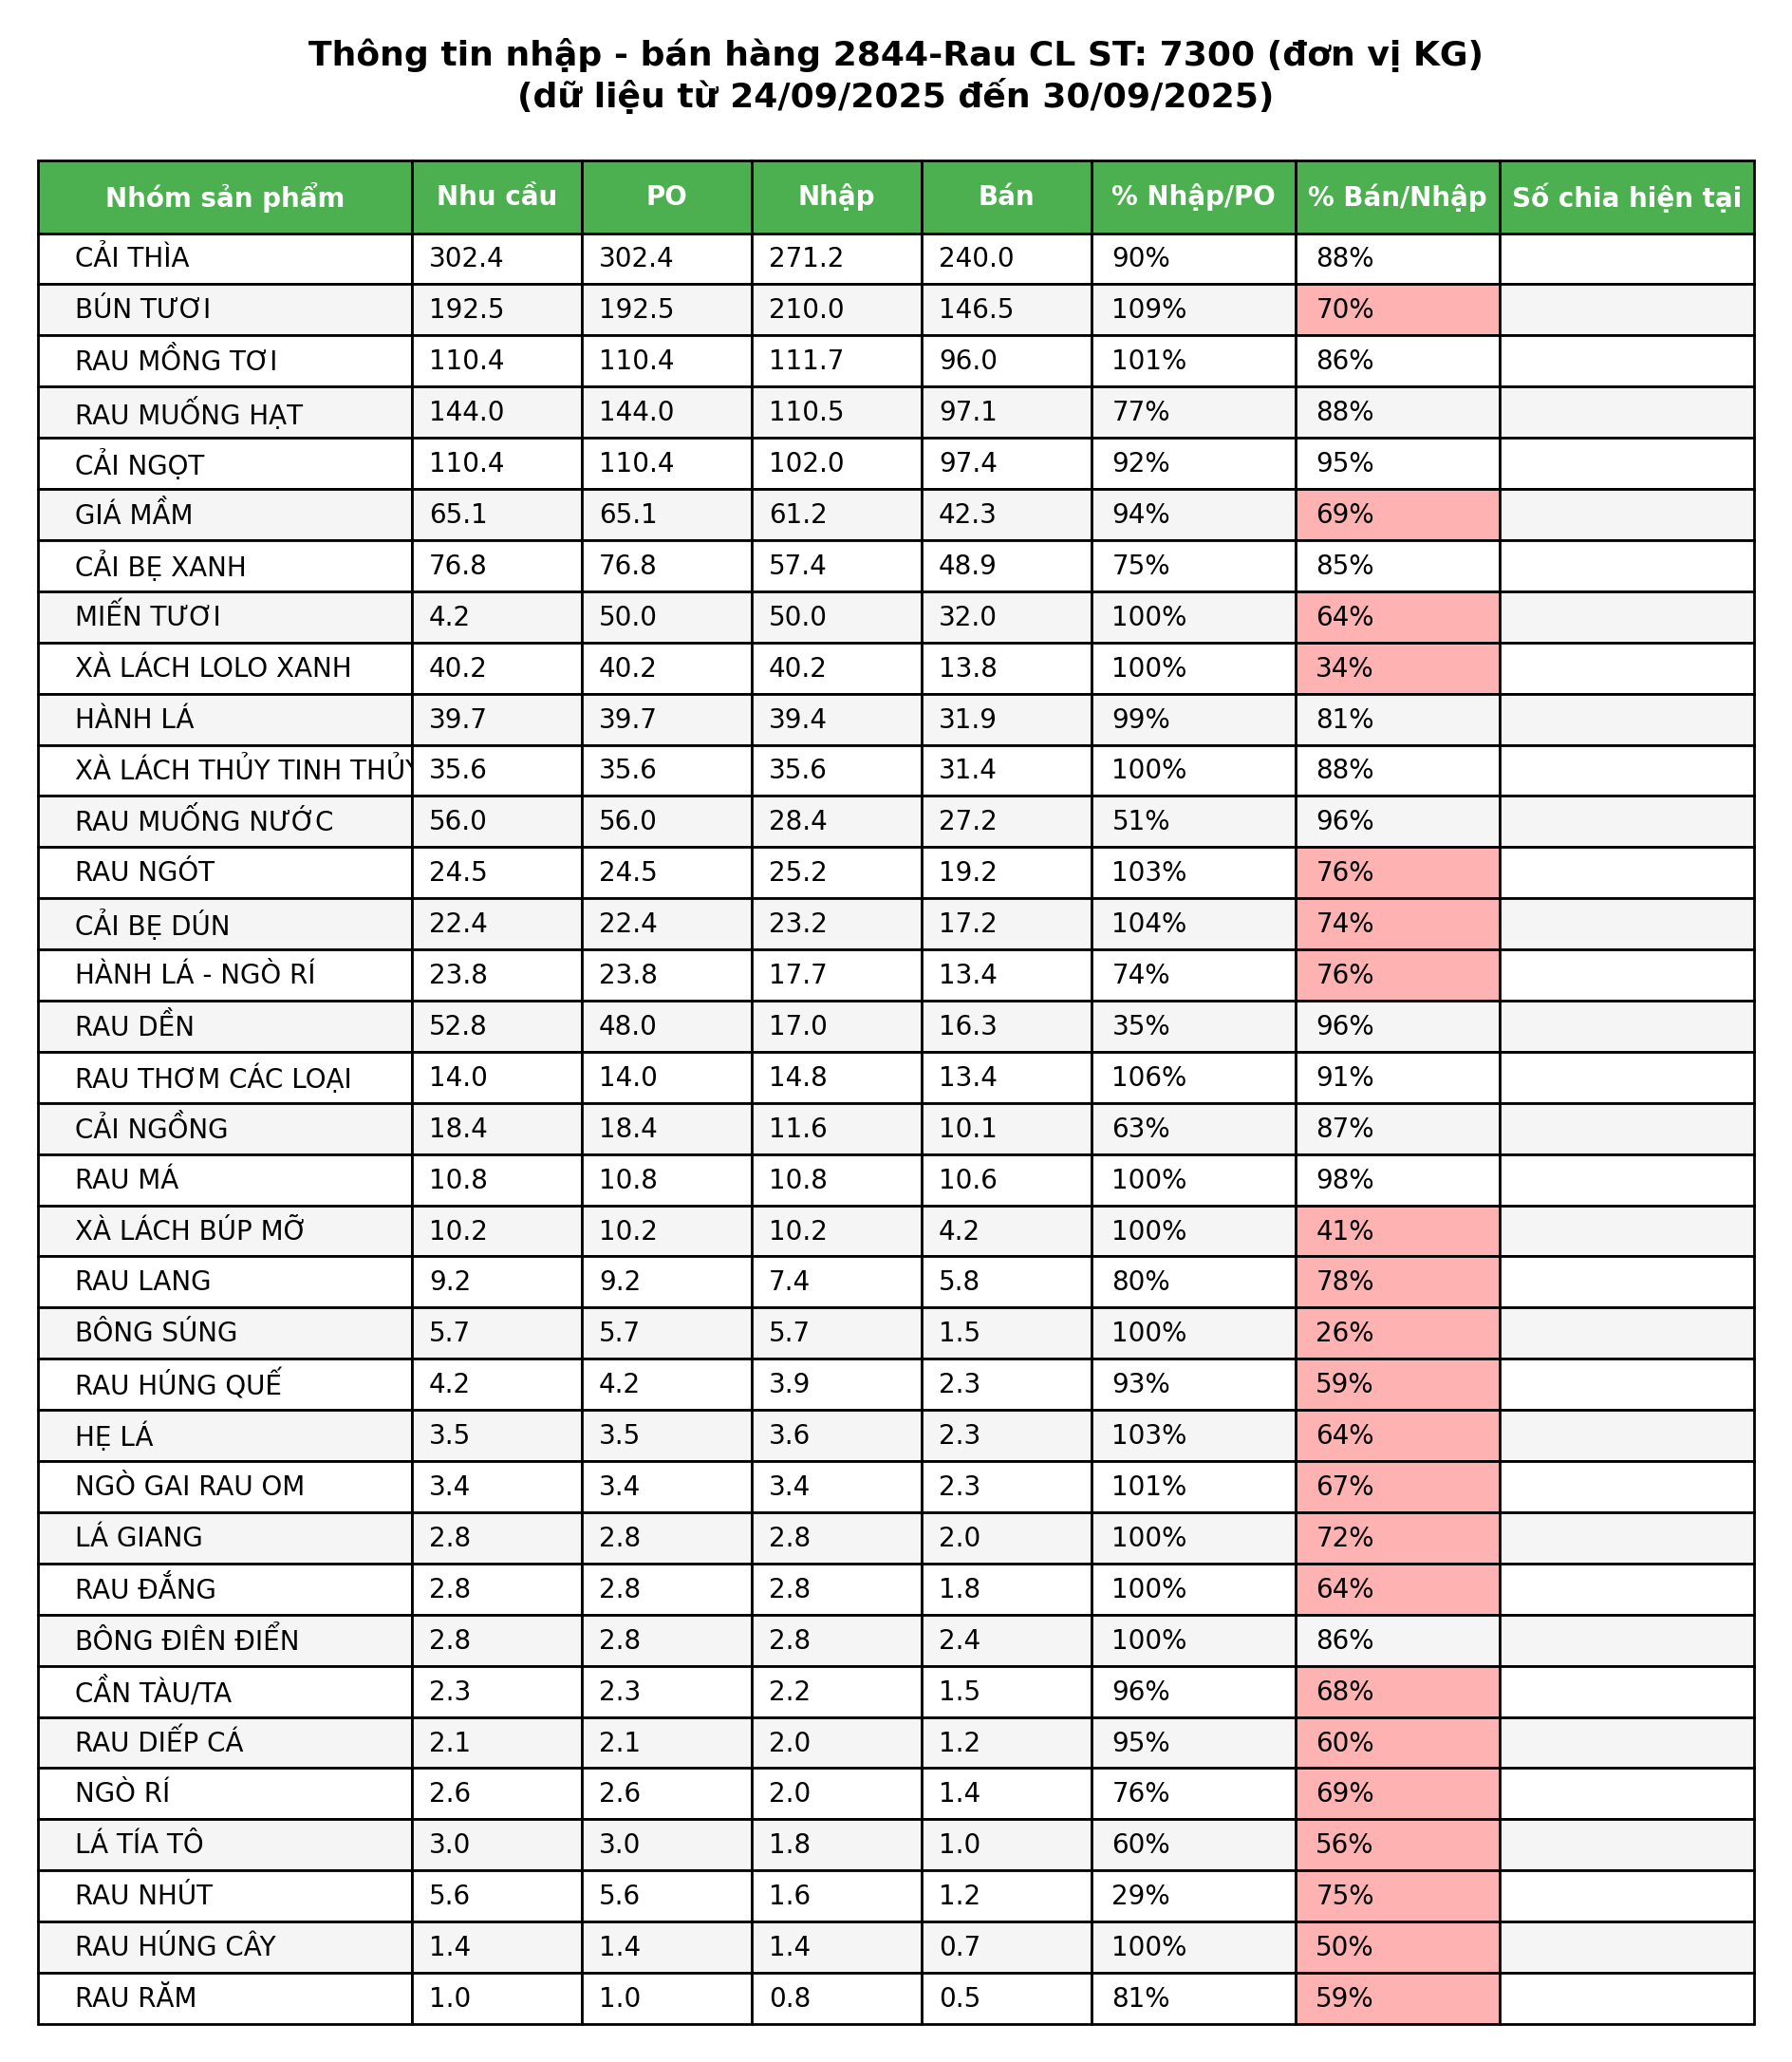 Thông tin nhập - bán hàng 2844-Rau CL ST: 7300 (đơn vị KG)
(dữ liệu từ 24/09/2025 đến 30/09/2025)
Nhóm sản phẩm Nhu cầu PO Nhập Bán % Nhập/PO % Bán/Nhập Số chia hiện tại
CẢI THÌA 302.4 302.4 271.2 240.0 90% 88%
BÚN TƯƠI 192.5 192.5 210.0 146.5 109% 70%
RAU MỒNG TƠI 110.4 110.4 111.7 96.0 101% 86%
RAU MUỐNG HẠT 144.0 144.0 110.5 97.1 77% 88%
CẢI NGỌT 110.4 110.4 102.0 97.4 92% 95%
GIÁ MẦM 65.1 65.1 61.2 42.3 94% 69%
CẢI BẸ XANH 76.8 76.8 57.4 48.9 75% 85%
MIẾN TƯƠI 4.2 50.0 50.0 32.0 100% 64%
XÀ LÁCH LOLO XANH 40.2 40.2 40.2 13.8 100% 34%
HÀNH LÁ 39.7 39.7 39.4 31.9 99% 81%
XÀ LÁCH THỦY TINH THỦY 35.6 35.6 35.6 31.4 100% 88%
RAU MUỐNG NƯỚC 56.0 56.0 28.4 27.2 51% 96%
RAU NGÓT 24.5 24.5 25.2 19.2 103% 76%
CẢI BẸ DÚN 22.4 22.4 23.2 17.2 104% 74%
HÀNH LÁ - NGÒ RÍ 23.8 23.8 17.7 13.4 74% 76%
RAU DỀN 52.8 48.0 17.0 16.3 35% 96%
RAU THƠM CÁC LOẠI 14.0 14.0 14.8 13.4 106% 91%
CẢI NGỒNG 18.4 18.4 11.6 10.1 63% 87%
RAU MÁ 10.8 10.8 10.8 10.6 100% 98%
XÀ LÁCH BÚP MỠ 10.2 10.2 10.2 4.2 100% 41%
RAU LANG 9.2 9.2 7.4 5.8 80% 78%
BÔNG SÚNG 5.7 5.7 5.7 1.5 100% 26%
RAU HÚNG QUẾ 4.2 4.2 3.9 2.3 93% 59%
HẸ LÁ 3.5 3.5 3.6 2.3 103% 64%
NGÒ GAI RAU OM 3.4 3.4 3.4 2.3 101% 67%
LÁ GIANG 2.8 2.8 2.8 2.0 100% 72%
RAU ĐẮNG 2.8 2.8 2.8 1.8 100% 64%
BÔNG ĐIÊN ĐIỂN 2.8 2.8 2.8 2.4 100% 86%
CẦN TÀU/TA 2.3 2.3 2.2 1.5 96% 68%
RAU DIẾP CÁ 2.1 2.1 2.0 1.2 95% 60%
NGÒ RÍ 2.6 2.6 2.0 1.4 76% 69%
LÁ TÍA TÔ 3.0 3.0 1.8 1.0 60% 56%
RAU NHÚT 5.6 5.6 1.6 1.2 29% 75%
RAU HÚNG CÂY 1.4 1.4 1.4 0.7 100% 50%
RAU RĂM 1.0 1.0 0.8 0.5 81% 59%